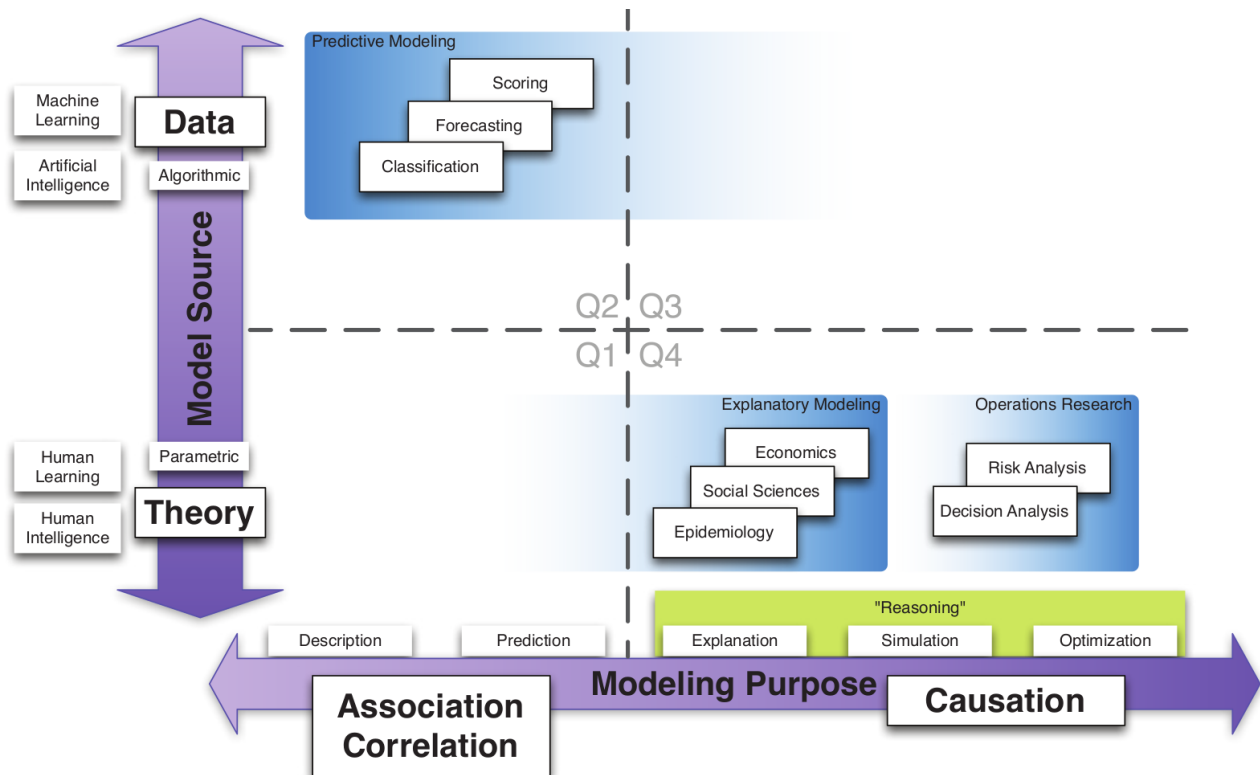 Predictive Modeling
Scoring
Forecasting
Classification
Machine
Learning
Data
Artificial
Intelligence
Algorithmic
Model Source
Q2 Q3
Q1 Q4
Human
Learning
Parametric
Theory
Human
Intelligence
Explanatory Modeling
Economics
Social Sciences
Epidemiology
Operations Research
Risk Analysis
Decision Analysis
"Reasoning"
Description
Prediction
Explanation
Simulation
Optimization
Modeling Purpose
Association
Correlation
Causation